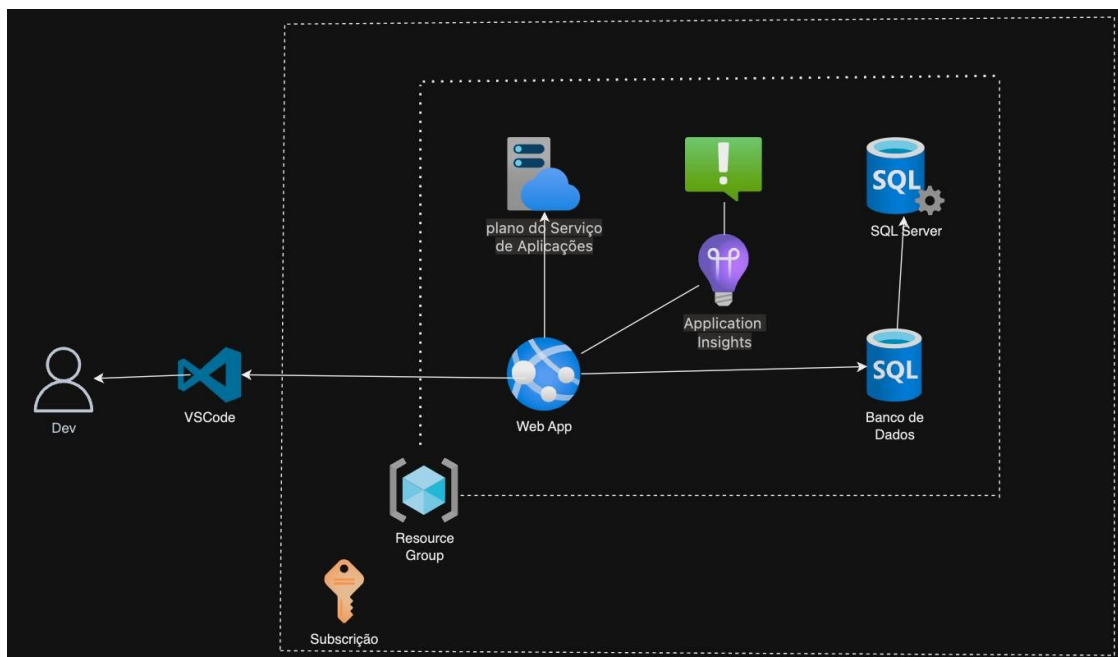 SQL
plano do Serviço
de Aplicações
SQL Server
Application
Insights
SQL
Dev
VSCode
Web App
Banco de
Dados
Resource
Group
Subscrição